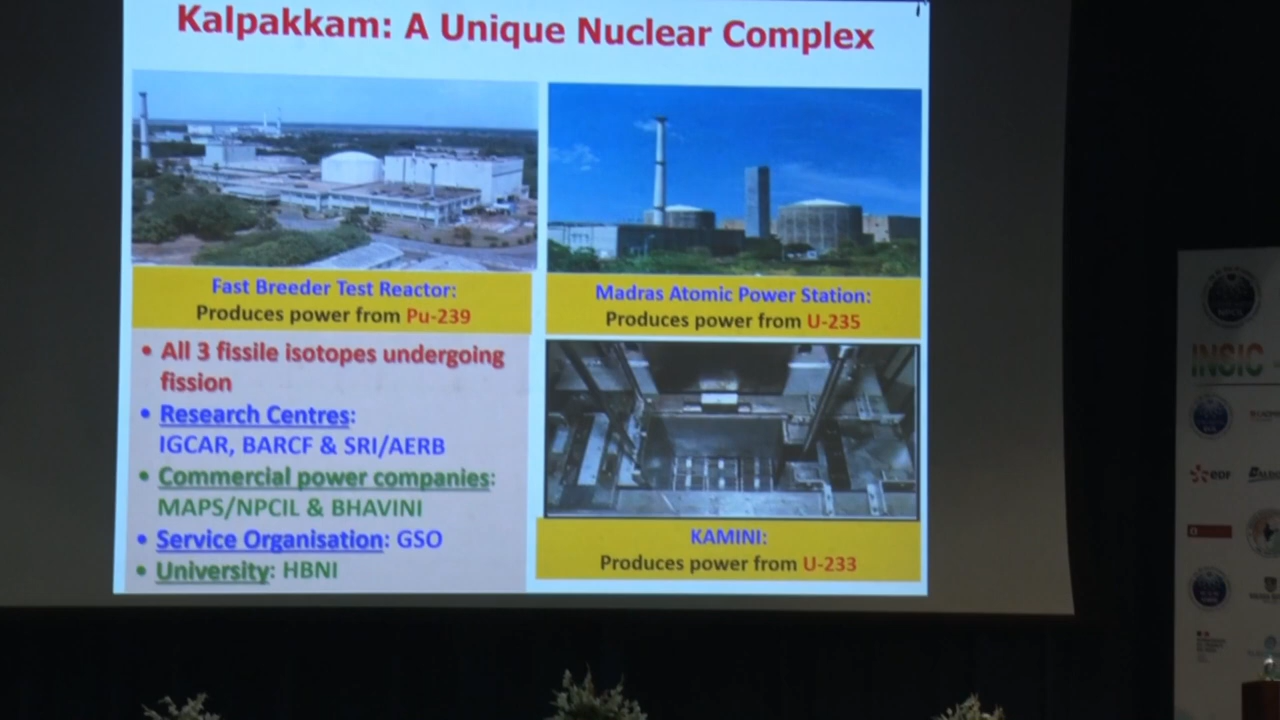 Kalpakkam: A Unique Nuclear Complex
Fast Breeder Test Reactor:
Produces power from Pu-239
Madras Atomic Power Station:
Produces power from U-235
• All 3 fissile isotopes undergoing
fission
• Research Centres:
IGCAR, BARCF & SRI/AERB
• Commercial power companies:
MAPS/NPCIL & BHAVINI
• Service Organisation: GSO
• University: HBNI
KAMINI:
Produces power from U-233
INSIC
eDF